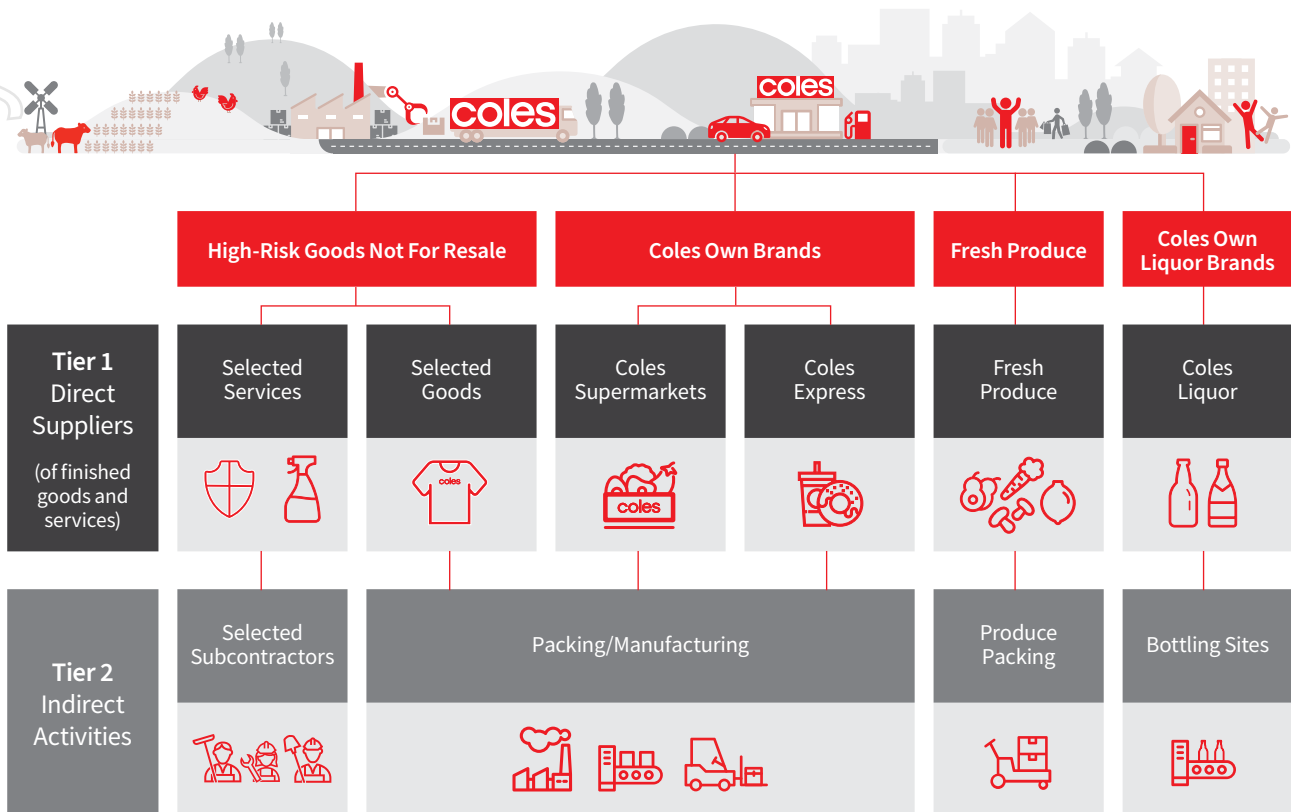 coles
coles
High-Risk Goods Not For Resale
Coles Own Brands
Fresh Produce
Coles Own
Liquor Brands
Tier 1
Direct
Suppliers
(of finished
goods and
services)
Selected
Services
Selected
Goods
Coles
Supermarkets
Coles
Express
Fresh
Produce
Coles
Liquor
coles
coles
Tier 2
Indirect
Activities
Selected
Subcontractors
Packing/Manufacturing
Produce
Packing
Bottling Sites